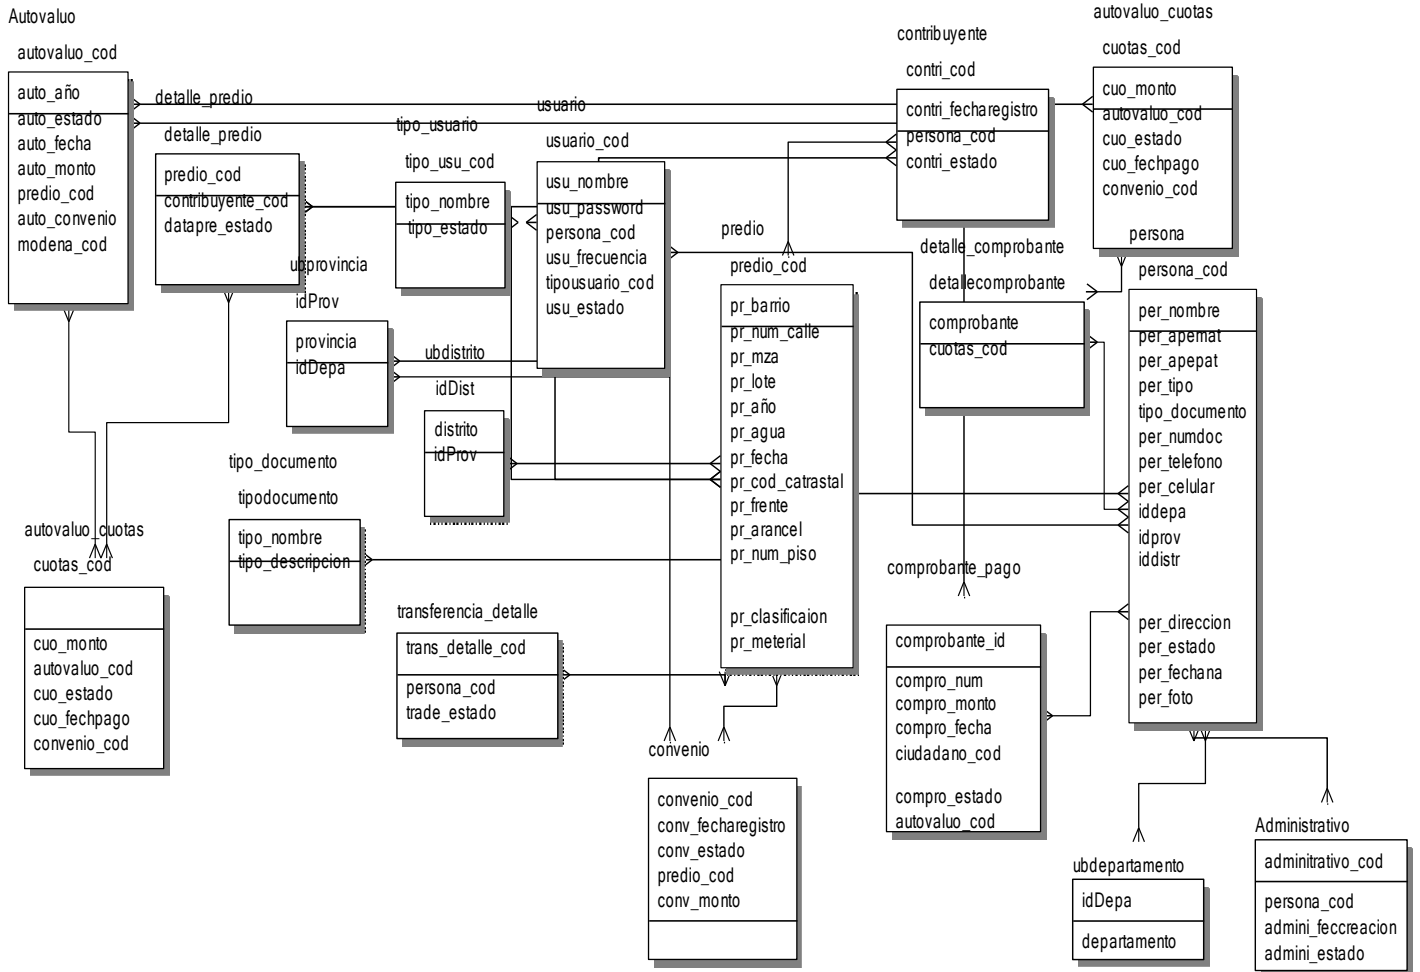 Autovaluo
autovaluo_cod
auto_año
auto_estado
auto_fecha
auto_monto
predio_cod
auto_convenio
modena_cod
detalle_predio
detalle_predio
predio_cod
contribuyente_cod
datapre_estado
tipo_usuario
tipo_usu_cod
tipo_nombre
tipo_estado
usuario
usuario_cod
usu_nombre
usu_password
persona_cod
usu_frecuencia
tipousuario_cod
usu_estado
contribuyente
contri_cod
contri_fecharegistro
persona_cod
contri_estado
autovaluo_cuotas
cuotas_cod
cuo_monto
autovaluo_cod
cuo_estado
cuo_fechpago
convenio_cod
ubprovincia
idProv
provincia
idDepa
ubdistrito
idDist
distrito
idProv
predio
predio_cod
pr_barrio
pr_num_calle
pr_mza
pr_lote
pr_año
pr_agua
pr_fecha
pr_cod_catrastal
pr_frente
pr_arancel
pr_num_piso
pr_clasificaion
pr_meterial
detalle_comprobante
detallecomprobante
comprobante
cuotas_cod
persona
persona_cod
per_nombre
per_apemat
per_apepat
per_tipo
tipo_documento
per_numdoc
per_telefono
per_celular
iddepa
idprov
iddistr
per_direccion
per_estado
per_fechana
per_foto
tipo_documento
tipodocumento
tipo_nombre
tipo_descripcion
autovaluo_cuotas
cuotas_cod
cuo_monto
autovaluo_cod
cuo_estado
cuo_fechpago
convenio_cod
transferencia_detalle
trans_detalle_cod
persona_cod
trade_estado
convenio
convenio_cod
conv_fecharegistro
conv_estado
predio_cod
conv_monto
comprobante_pago
comprobante_id
compro_num
compro_monto
compro_fecha
ciudadano_cod
compro_estado
autovaluo_cod
ubdepartamento
idDepa
departamento
Administrativo
adminitrativo_cod
persona_cod
admini_feccreacion
admini_estado